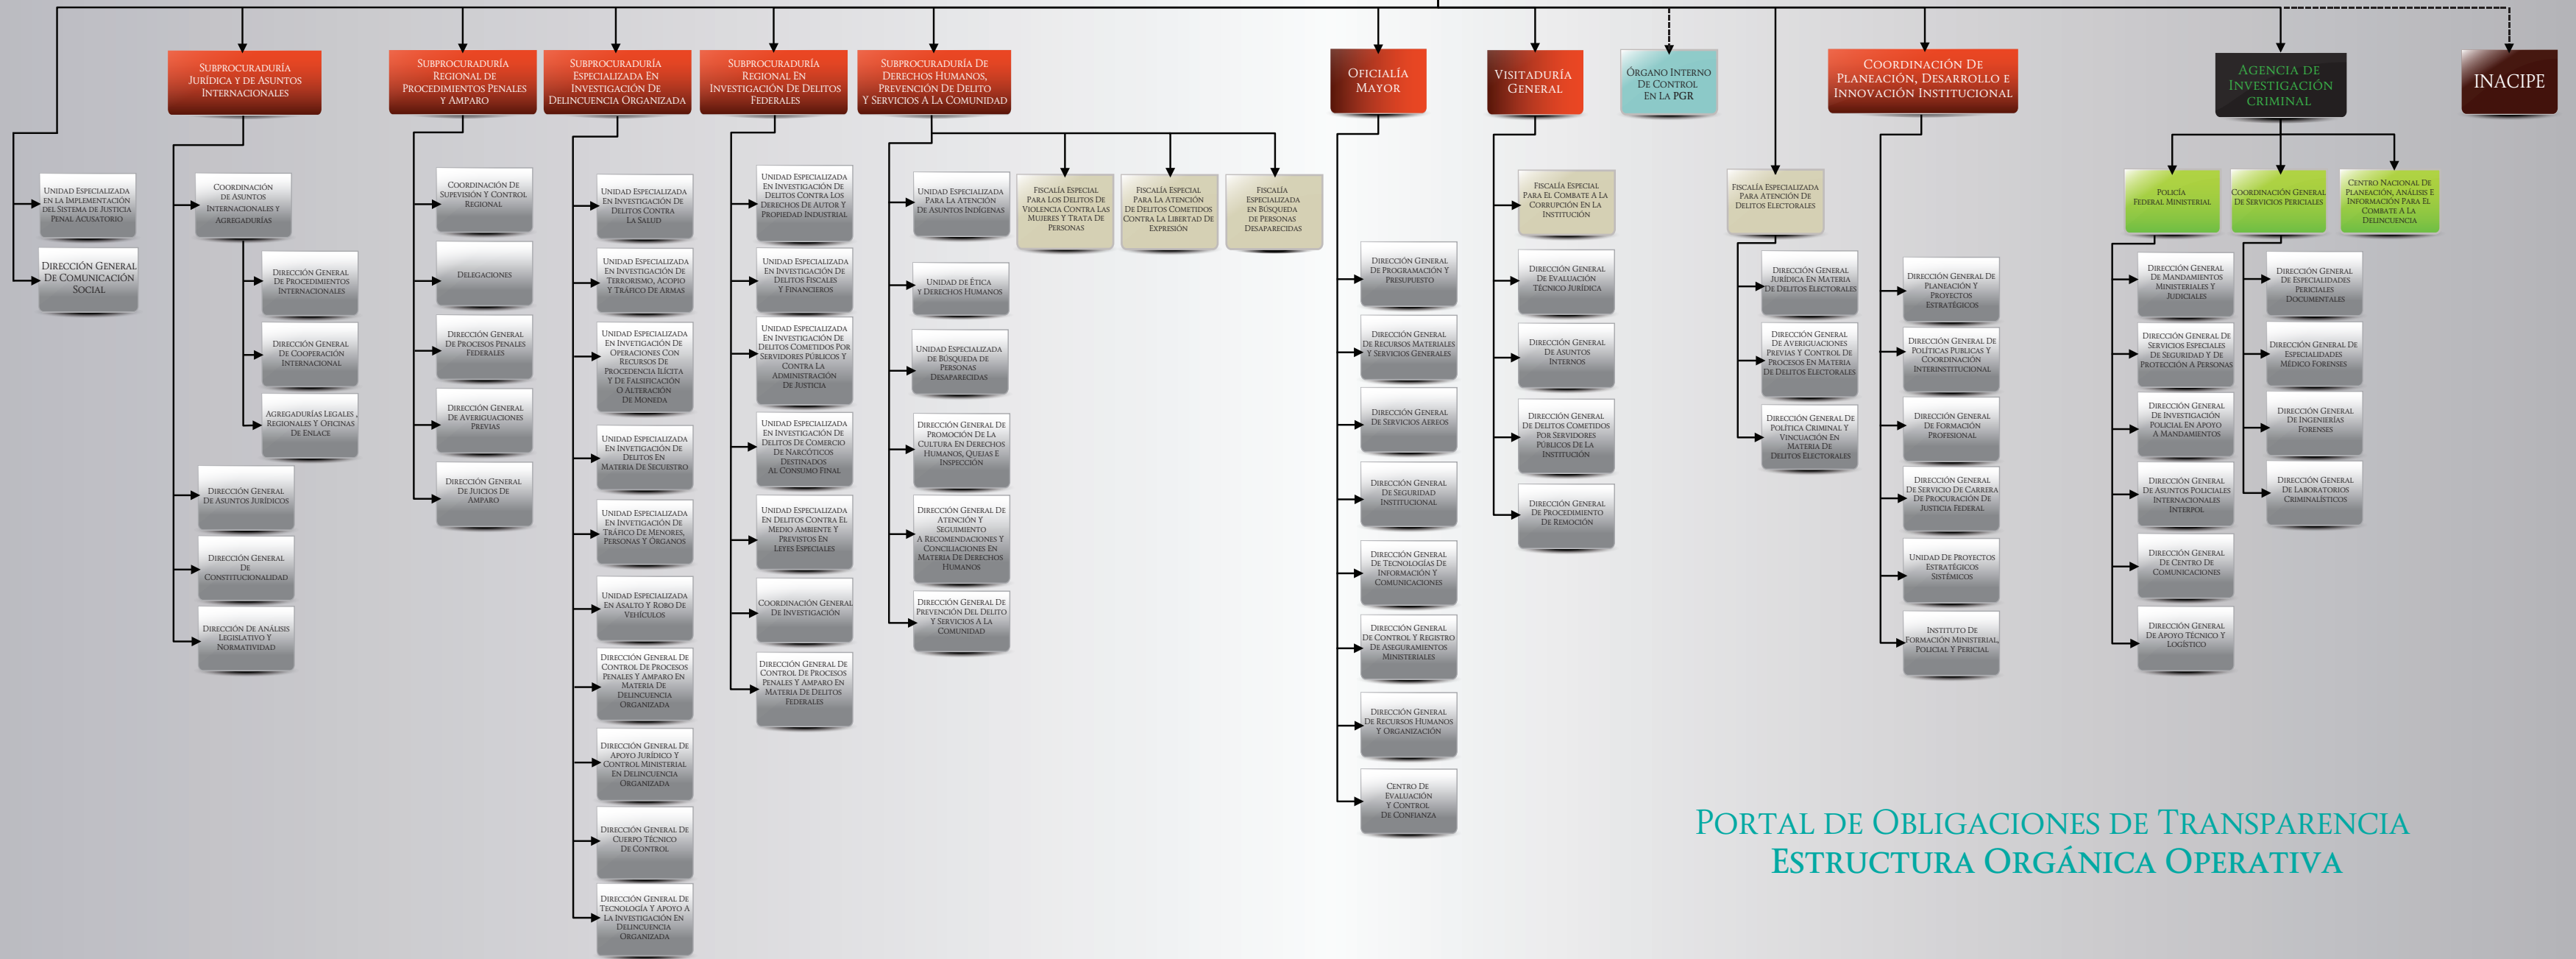 Subprocuraduría
Jurídica y de Asuntos
Internacionales
Subprocuraduría
Regional de
Procedimientos Penales
y Amparo
Subprocuraduría
Especializada En
Investigación De
Delincuencia Organizada
Subprocuraduría
Regional En
Investigación De Delitos
Federales
Subprocuraduría De
Derechos Humanos,
Prevención De Delito
Y Servicios A La Comunidad
Oficialía
Mayor
Visitaduría
General
Órgano Interno
De Control
En La PGR
Coordinación De
Planeación, Desarrollo e
Innovación Institucional
Agencia de
Investigación
criminal
INACIPE
Unidad Especializada
en la Implementación
del Sistema de Justicia
Penal Acusatorio
Dirección General
De Comunicación
Social
Coordinación
de Asuntos
Internacionales y
Agregadurías
Dirección General
De Procedimientos
Internacionales
Dirección General
De Cooperación
Internacional
Agregadurías Legales ,
Regionales Y Oficinas
De Enlace
Dirección General
De Asuntos Jurídicos
Dirección General
De
Constitucionalidad
Dirección De Análisis
Legislativo Y
Normatividad
Coordinación De
Supevisión Y Control
Regional
Delegaciones
Dirección General
De Procesos Penales
Federales
Dirección General
De Averiguaciones
Previas
Dirección General
De Juicios De
Amparo
Unidad Especializada
En Investigación De
Delitos Contra
La Salud
Unidad Especializada
En Investigación De
Terrorismo, Acopio
Y Tráfico De Armas
Unidad Especializada
En Invetigación De
Operaciones Con
Recursos De
Procedencia Ilícita
Y De Falsificación
O Alteración
De Moneda
Unidad Especializada
En Investigación De
Delitos En
Materia De Secuestro
Unidad Especializada
En Invetigación De
Tráfico De Menores,
Personas Y Órganos
Unidad Especializada
En Asalto Y Robo De
Vehículos
Dirección General De
Control De Procesos
Penales Y Amparo En
Materia De
Delincuencia
Organizada
Dirección General De
Apoyo Jurídico Y
Control Ministerial
En Delincuencia
Organizada
Dirección General De
Cuerpo Técnico
De Control
Dirección General De
Tecnología Y Apoyo A
La Investigación En
Delincuencia
Organizada
Unidad Especializada
En Investigación De
Delitos Contra Los
Derechos De Autor Y
Propiedad Industrial
Unidad Especializada
En Investigación De
Delitos Fiscales
Y Financieros
Unidad Especializada
En Investigación De
Delitos Cometidos Por
Servidores Públicos Y
Contra La
Administración
De Justicia
Unidad Especializada
En Investigación De
Delitos De Comercio
De Narcóticos
Destinados
Al Consumo Final
Unidad Especializada
En Delitos Contra El
Medio Ambiente Y
Previstos En
Leyes Especiales
Coordinación General
De Investigación
Dirección General De
Control De Procesos
Penales Y Amparo En
Materia De Delitos
Federales
Unidad Especializada
Para La Atención
De Asuntos Indígenas
Unidad De Ética
y Derechos Humanos
Unidad Especializada
de Búsqueda de
Personas
Desaparecidas
Dirección General De
Promoción De La
Cultura En Derechos
Humanos, Quejas E
Inspección
Dirección General De
Atención Y
Seguimiento
A Recomendaciones Y
Conciliaciones En
Materia De Derechos
Humanos
Dirección General De
Prevención Del Delito
Y Servicios A La
Comunidad
Fiscalía Especial
Para Los Delitos De
Violencia Contra Las
Mujeres Y Trata De
Personas
Fiscalía Especial
Para La Atención
De Delitos Cometidos
Contra La Libertad De
Expresión
Fiscalía
Especializada
en Búsqueda
de Personas
Desaparecidas
Dirección General
De Programación Y
Presupuesto
Dirección General
De Recursos Materiales
Y Servicios Generales
Dirección General
De Servicios Aereos
Dirección General
De Seguridad
Institucional
Dirección General
De Tecnologías De
Información Y
Comunicaciones
Dirección General
De Control Y Registro
De Aseguramientos
Ministeriales
Dirección General
De Recursos Humanos
Y Organización
Centro De
Evaluación
Y Control
De Confianza
Fiscalía Especial
Para El Combate A La
Corrupción En La
Institución
Dirección General
De Evaluación
Técnico Jurídica
Dirección General
De Asuntos
Internos
Dirección General
De Delitos Cometidos
Por Servidores
Públicos De La
Institución
Dirección General
De Procedimiento
De Remoción
Fiscalía Especializada
Para Atención De
Delitos Electorales
Dirección General
Jurídica En Materia
De Delitos Electorales
Dirección General
De Averiguaciones
Previas Y Control De
Procesos En Materia
De Delitos Electorales
Dirección General De
Política Criminal Y
Vincuación En
Materia De
Delitos Electorales
Dirección General De
Planeación Y
Proyectos
Estratégicos
Dirección General De
Políticas Publicas Y
Coordinación
Interinstitucional
Dirección General
De Formación
Profesional
Dirección General
De Servicio De Carrera
De Procuración De
Justicia Federal
Unidad De Proyectos
Estratégicos
Sistémicos
Instituto De
Formación Ministerial,
Policial Y Pericial
Policía
Federal Ministerial
Coordinación General
De Servicios Periciales
Centro Nacional De
Planeación, Análisis E
Información Para El
Combate A La
Delincuencia
Dirección General
De Mandamientos
Ministeriales Y
Judiciales
Dirección General De
Servicios Especiales
De Seguridad Y De
Protección A Personas
Dirección General
De Investigación
Policial En Apoyo
A Mandamientos
Dirección General
De Asuntos Policiales
Internacionales
Interpol
Dirección General
De Centro De
Comunicaciones
Dirección General
De Apoyo Técnico Y
Logístico
Dirección General
De Especialidades
Periciales
Documentales
Dirección General De
Especialidades
Médico Forenses
Dirección General
De Ingenierías
Forenses
Dirección General
De Laboratorios
Criminalísticos
Portal de Obligaciones de Transparencia
Estructura Orgánica Operativa